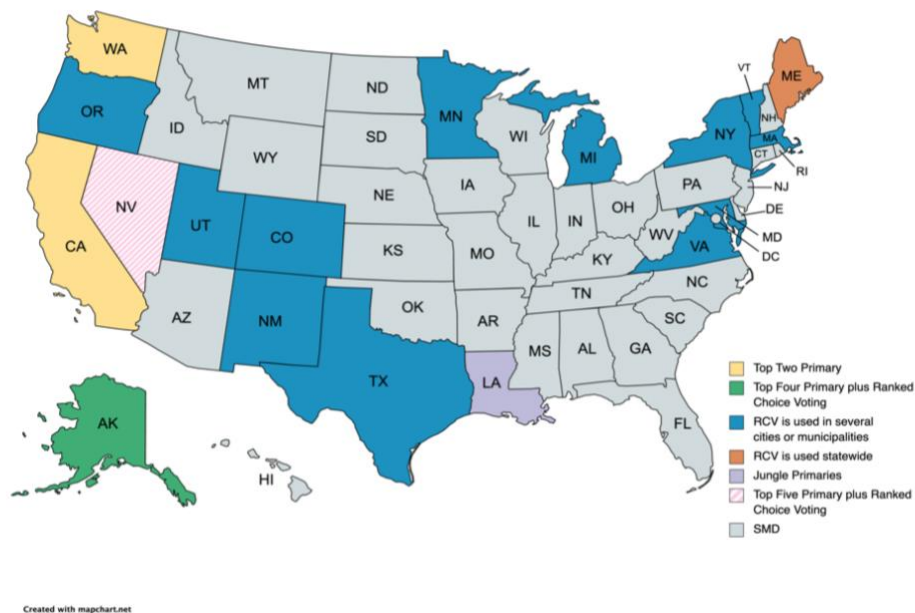 WA
MT
ND
MN
VT
ME
OR
ID
SD
WI
MI
NY
NH
MA
CT
RI
WY
IA
NE
PA
NJ
NV
UT
CO
IL
IN
OH
DE
MD
DC
CA
KS
MO
WV
VA
KY
AZ
NM
OK
AR
TN
NC
SC
MS
AL
GA
TX
LA
FL
AK
HI
Top Two Primary
Top Four Primary plus Ranked
Choice Voting
RCV is used in several
cities or municipalities
RCV is used statewide
Jungle Primaries
Top Five Primary plus Ranked
Choice Voting
SMD
Created with mapchart.net